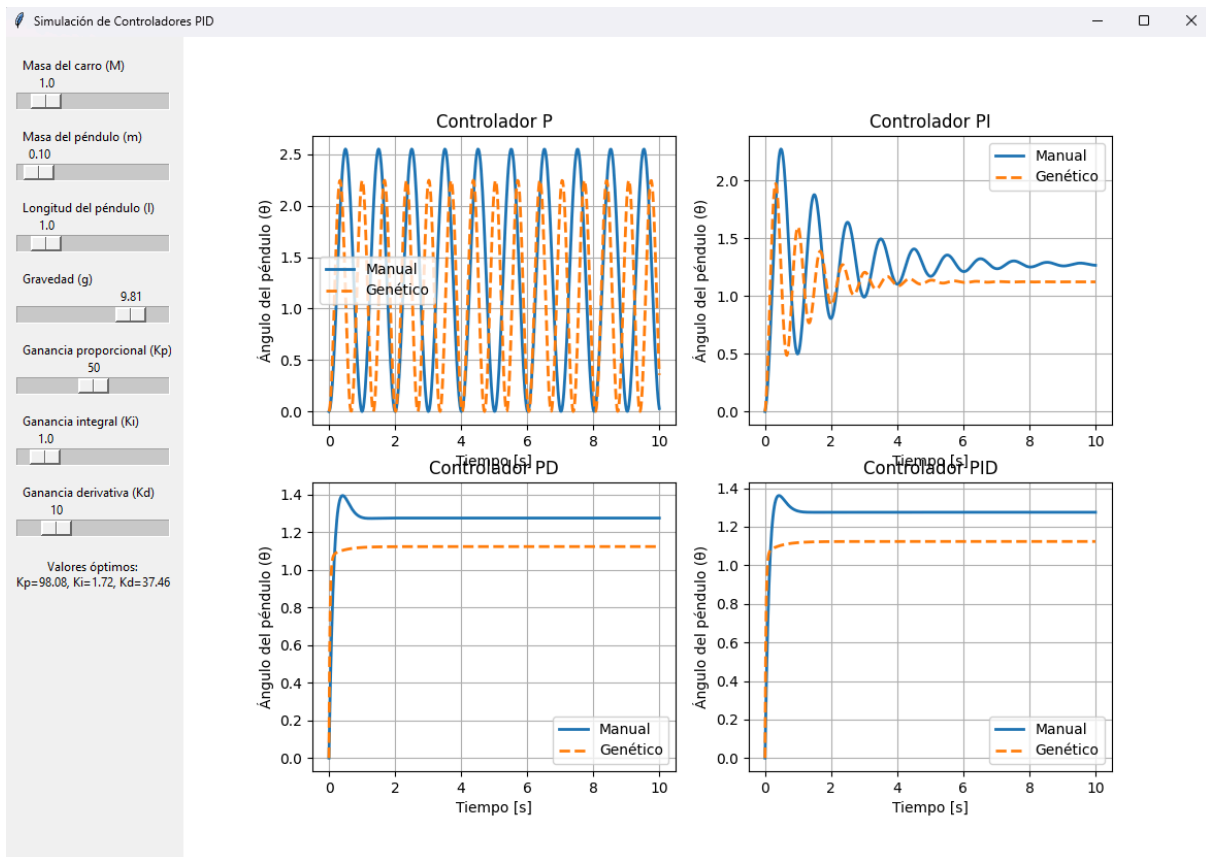 Simulación de Controladores PID
Masa del carro (M)
1.0
Masa del péndulo (m)
0.10
Longitud del péndulo (l)
1.0
Gravedad (g)
9.81
Ganancia proporcional (Kp)
50
Ganancia integral (Ki)
1.0
Ganancia derivativa (Kd)
10
Valores óptimos:
Kp=98.08, Ki=1.72, Kd=37.46
Controlador P
Ángulo del péndulo (θ)
2.5
2.0
1.5
1.0
0.5
0.0
Manual
Genético
0 2 4 6 8 10
Tiempo [s]
Controlador PI
Ángulo del péndulo (θ)
2.0
1.5
1.0
0.5
0.0
Manual
Genético
0 2 4 6 8 10
Tiempo [s]
Controlador PD
Ángulo del péndulo (θ)
1.4
1.2
1.0
0.8
0.6
0.4
0.2
0.0
Manual
Genético
0 2 4 6 8 10
Tiempo [s]
Controlador PID
Ángulo del péndulo (θ)
1.4
1.2
1.0
0.8
0.6
0.4
0.2
0.0
Manual
Genético
0 2 4 6 8 10
Tiempo [s]